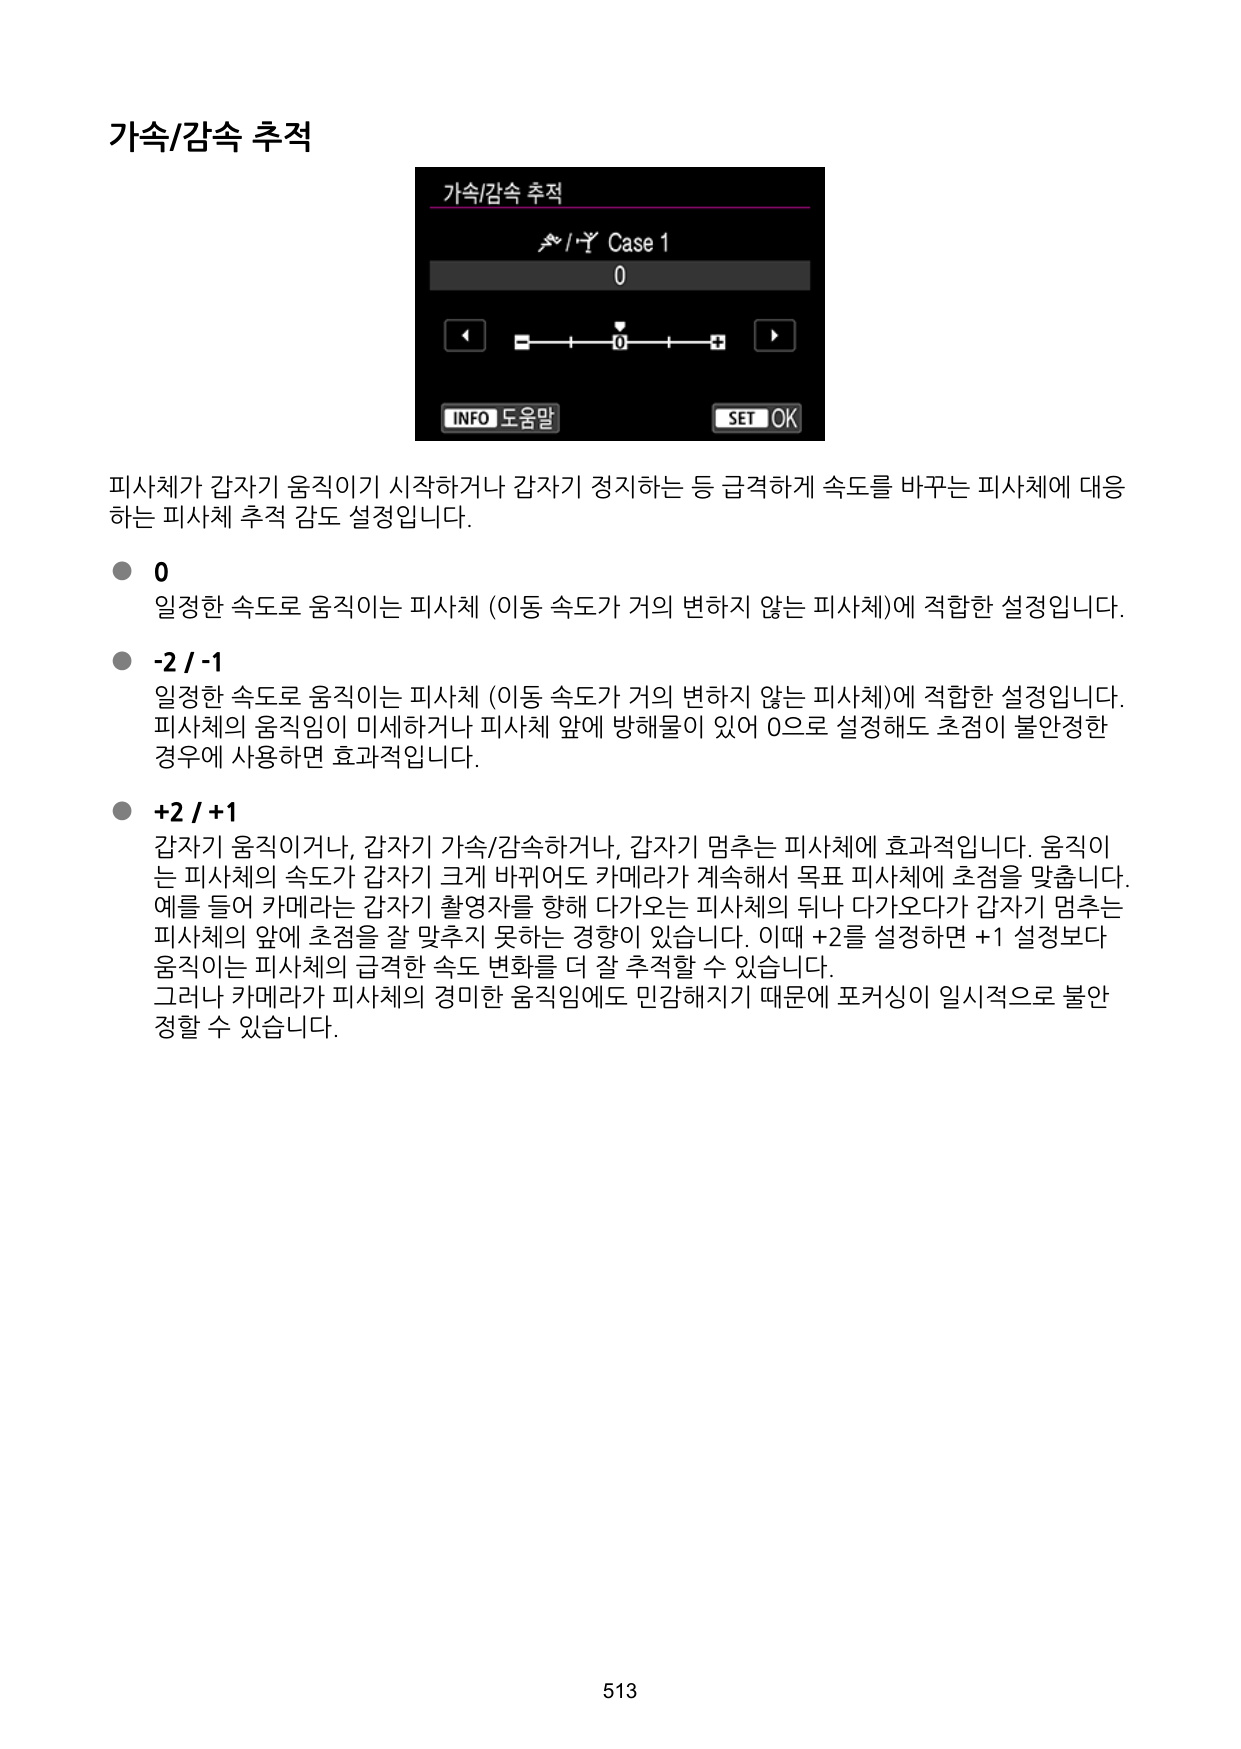 가속/감속 추적
가속/감속 추적
/ Case 1
0
0
INFO 도움말
SET OK
피사체가 갑자기 움직이기 시작하거나 갑자기 정지하는 등 급격하게 속도를 바꾸는 피사체에 대응
하는 피사체 추적 감도 설정입니다.
● 0
일정한 속도로 움직이는 피사체 (이동 속도가 거의 변하지 않는 피사체)에 적합한 설정입니다.
● -2 / -1
일정한 속도로 움직이는 피사체 (이동 속도가 거의 변하지 않는 피사체)에 적합한 설정입니다.
피사체의 움직임이 미세하거나 피사체 앞에 방해물이 있어 0으로 설정해도 초점이 불안정한
경우에 사용하면 효과적입니다.
● +2 / +1
갑자기 움직이거나, 갑자기 가속/감속하거나, 갑자기 멈추는 피사체에 효과적입니다. 움직이
는 피사체의 속도가 갑자기 크게 바뀌어도 카메라가 계속해서 목표 피사체에 초점을 맞춥니다.
예를 들어 카메라는 갑자기 촬영자를 향해 다가오는 피사체의 뒤나 다가오다가 갑자기 멈추는
피사체의 앞에 초점을 잘 맞추지 못하는 경향이 있습니다. 이때 +2를 설정하면 +1 설정보다
움직이는 피사체의 급격한 속도 변화를 더 잘 추적할 수 있습니다.
그러나 카메라가 피사체의 경미한 움직임에도 민감해지기 때문에 포커싱이 일시적으로 불안
정할 수 있습니다.
513